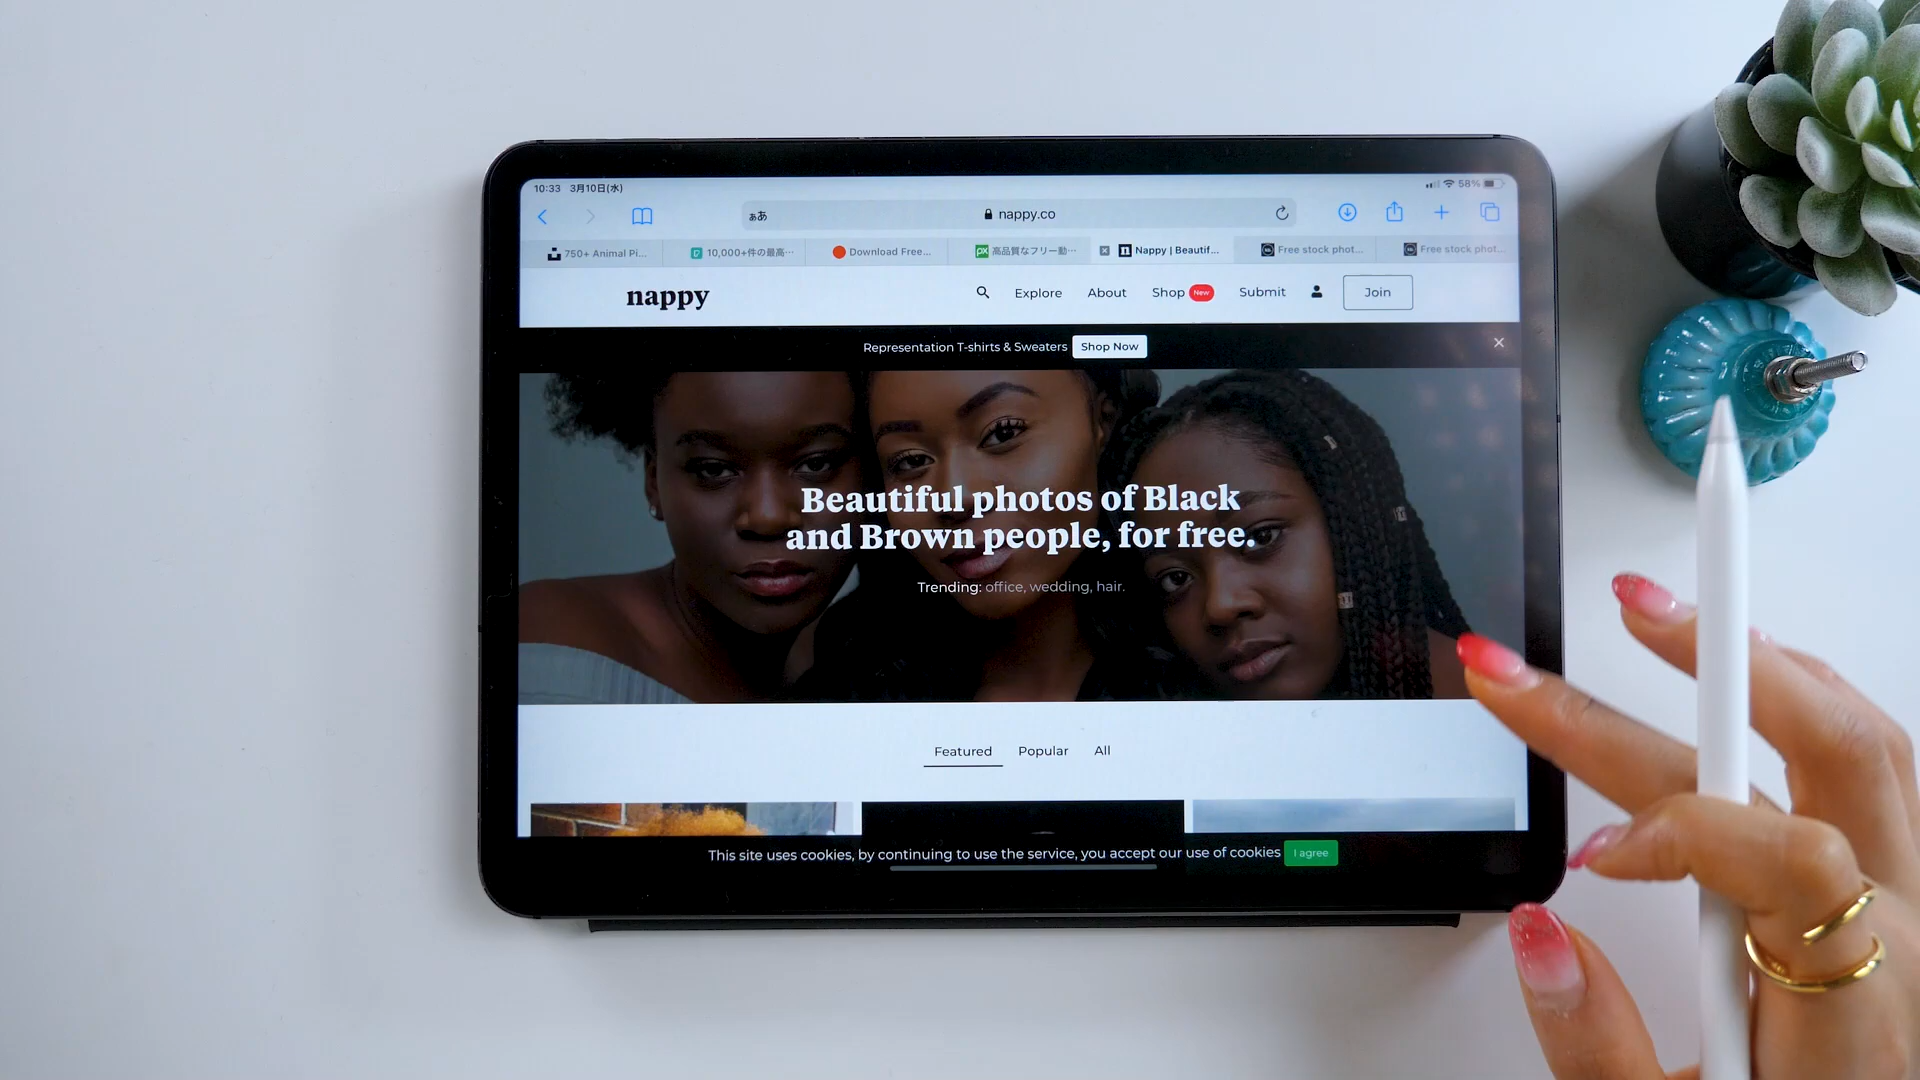 10:33 3月10日(水)
58%
ぁあ
nappy.co
750+ Animal Pi...
10,000+件の最高…
Download Free...
高品質なフリー動…
Nappy | Beautif...
Free stock phot...
Free stock phot...
nappy
Explore
About
Shop New
Submit
Join
Representation T-shirts & Sweaters Shop Now
Beautiful photos of Black
and Brown people, for free.
Trending: office, wedding, hair.
Featured
Popular
All
This site uses cookies, by continuing to use the service, you accept our use of cookies I agree